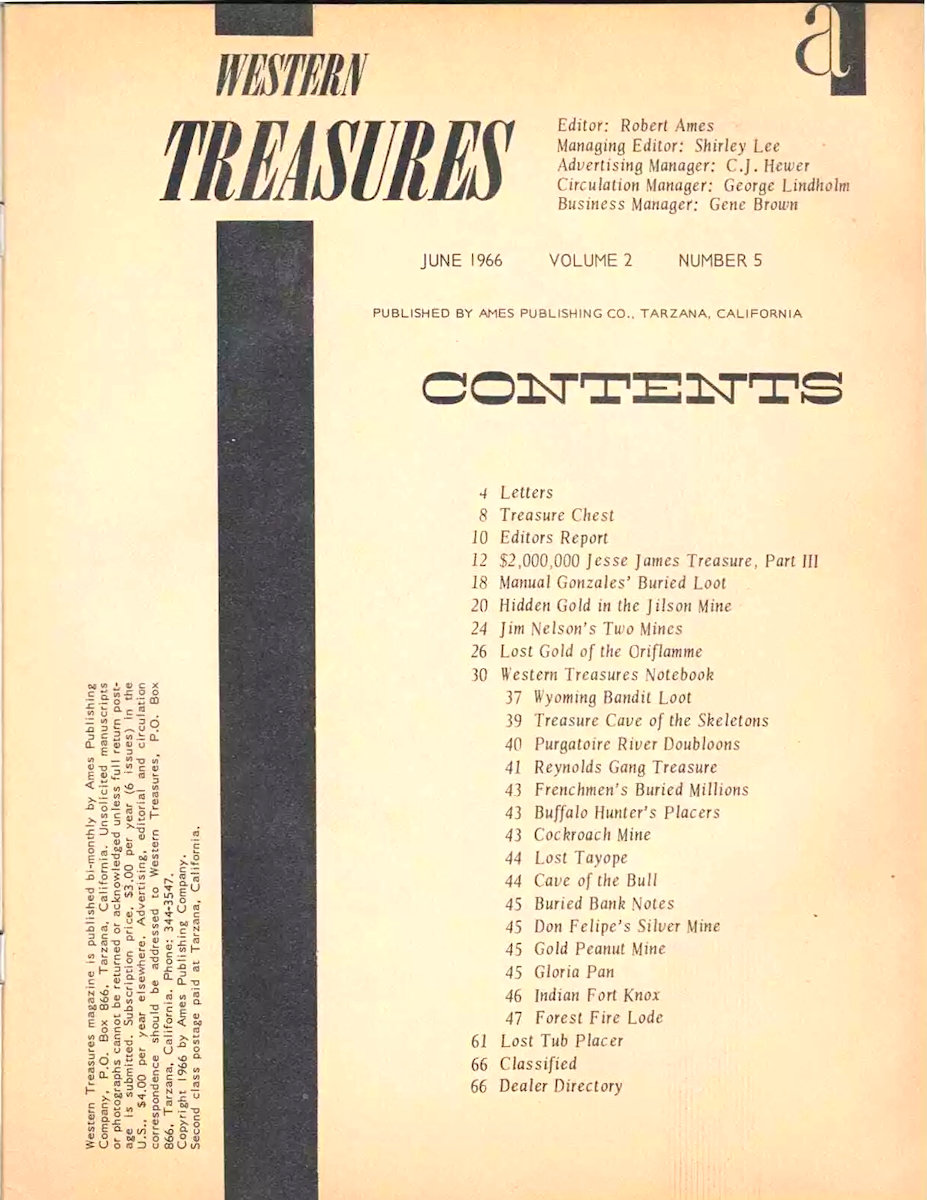 a
WESTERN
TREASURES
Editor: Robert Ames
Managing Editor: Shirley Lee
Advertising Manager: C.J. Hewer
Circulation Manager: George Lindholm
Business Manager: Gene Brown
JUNE 1966 VOLUME 2 NUMBER 5
PUBLISHED BY AMES PUBLISHING CO., TARZANA, CALIFORNIA
CONTENTS
4 Letters
8 Treasure Chest
10 Editors Report
12 $2,000,000 Jesse James Treasure, Part III
18 Manual Gonzales' Buried Loot
20 Hidden Gold in the Jilson Mine
24 Jim Nelson's Two Mines
26 Lost Gold of the Oriflamme
30 Western Treasures Notebook
37 Wyoming Bandit Loot
39 Treasure Cave of the Skeletons
40 Purgatoire River Doubloons
41 Reynolds Gang Treasure
43 Frenchmen's Buried Millions
43 Buffalo Hunter's Placers
43 Cockroach Mine
44 Lost Tayope
44 Cave of the Bull
45 Buried Bank Notes
45 Don Felipe's Silver Mine
45 Gold Peanut Mine
45 Gloria Pan
46 Indian Fort Knox
47 Forest Fire Lode
61 Lost Tub Placer
66 Classified
66 Dealer Directory
Western Treasures magazine is published bi-monthly by Ames Publishing
Company, P.O. Box 866, Tarzana, California. Unsolicited manuscripts
or photographs cannot be returned or acknowledged unless full return post-
age is submitted. Subscription price, $3.00 per year (6 issues) in the
U.S., $4.00 per year elsewhere. Advertising, editorial and circulation
correspondence should be addressed to Western Treasures, P.O. Box
866, Tarzana, California. Phone: 344-3547.
Copyright 1966 by Ames Publishing Company.
Second class postage paid at Tarzana, California.